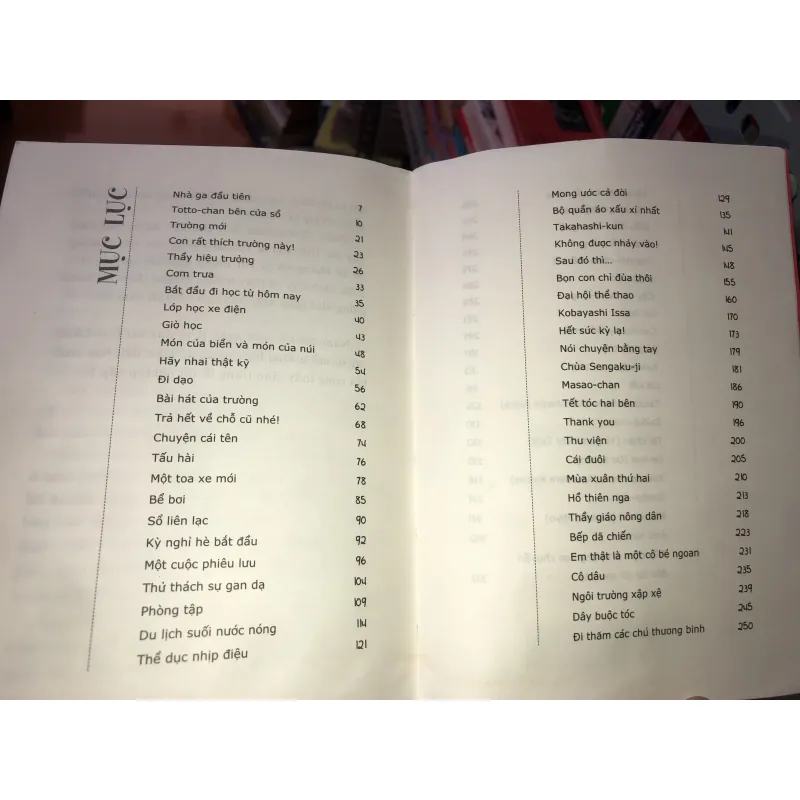 MỤC LỤC
Nhà ga đầu tiên 7
Totto-chan bên cửa sổ 10
Trường mới 21
Con rất thích trường này! 23
Thầy hiệu trưởng 26
Cơm trưa 33
Bắt đầu đi học từ hôm nay 35
Lớp học xe điện 40
Giờ học 43
Món của biển và món của núi 48
Hãy nhai thật kỹ 54
Đi dạo 56
Bài hát của trường 62
Trả hết về chỗ cũ nhé! 68
Chuyện cái tên 74
Tấu hài 76
Một toa xe mới 78
Bể bơi 85
Sổ liên lạc 90
Kỳ nghỉ hè bắt đầu 92
Một cuộc phiêu lưu 96
Thử thách sự gan dạ 104
Phòng tập 109
Du lịch suối nước nóng 114
Thể dục nhịp điệu 121
Mong ước cả đời 129
Bộ quần áo xấu xí nhất 135
Takahashi-kun 141
Không được nhảy vào! 145
Sau đó thì... 148
Bọn con chỉ đùa thôi 155
Đại hội thể thao 160
Kobayashi Issa 170
Hết sức kỳ lạ! 173
Nói chuyện bằng tay 179
Chùa Sengaku-ji 181
Masao-chan 186
Tết tóc hai bên 190
Thank you 196
Thư viện 200
Cái đuôi 205
Mùa xuân thứ hai 210
Hồ thiên nga 213
Thầy giáo nông dân 218
Bếp dã chiến 223
Em thật là một cô bé ngoan 231
Cô dâu 235
Ngôi trường xập xệ 239
Dây buộc tóc 245
Đi thăm các chú thương binh 250